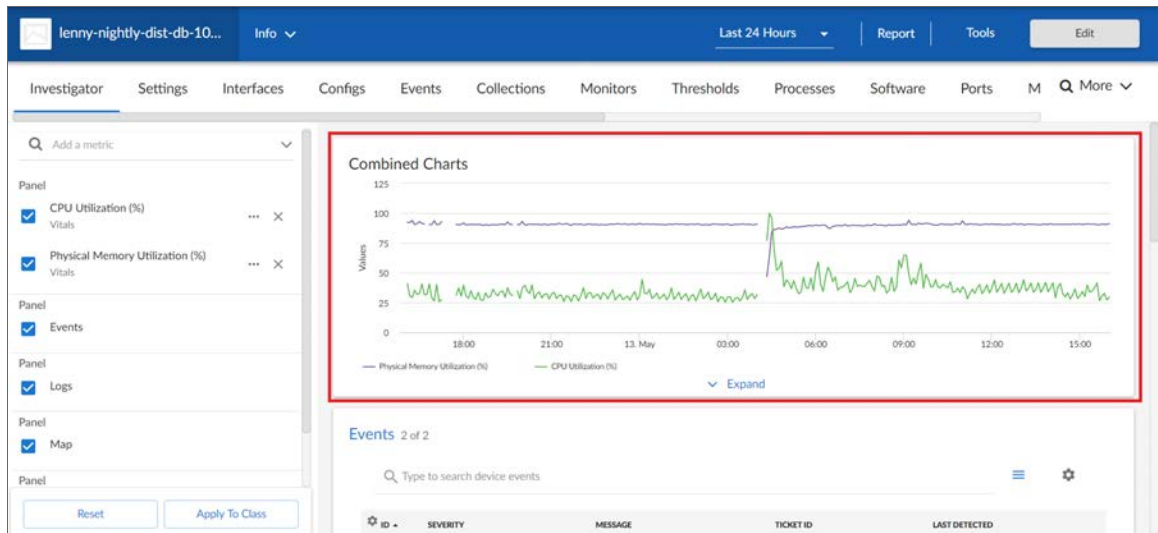 lenny-nightly-dist-db-10... Info Last 24 Hours Report Tools Edit
Investigator Settings Interfaces Configs Events Collections Monitors Thresholds Processes Software Ports M More
Add a metric
Panel
CPU Utilization (%)
Vitals
Physical Memory Utilization (%)
Vitals
Panel
Events
Panel
Logs
Panel
Map
Panel
Reset Apply To Class
Combined Charts
125
100
75
50
25
0
Values
18:00 21:00 13. May 03:00 06:00 09:00 12:00 15:00
Physical Memory Utilization (%) CPU Utilization (%)
Expand
Events 2 of 2
Type to search device events
ID SEVERITY MESSAGE TICKET ID LAST DETECTED